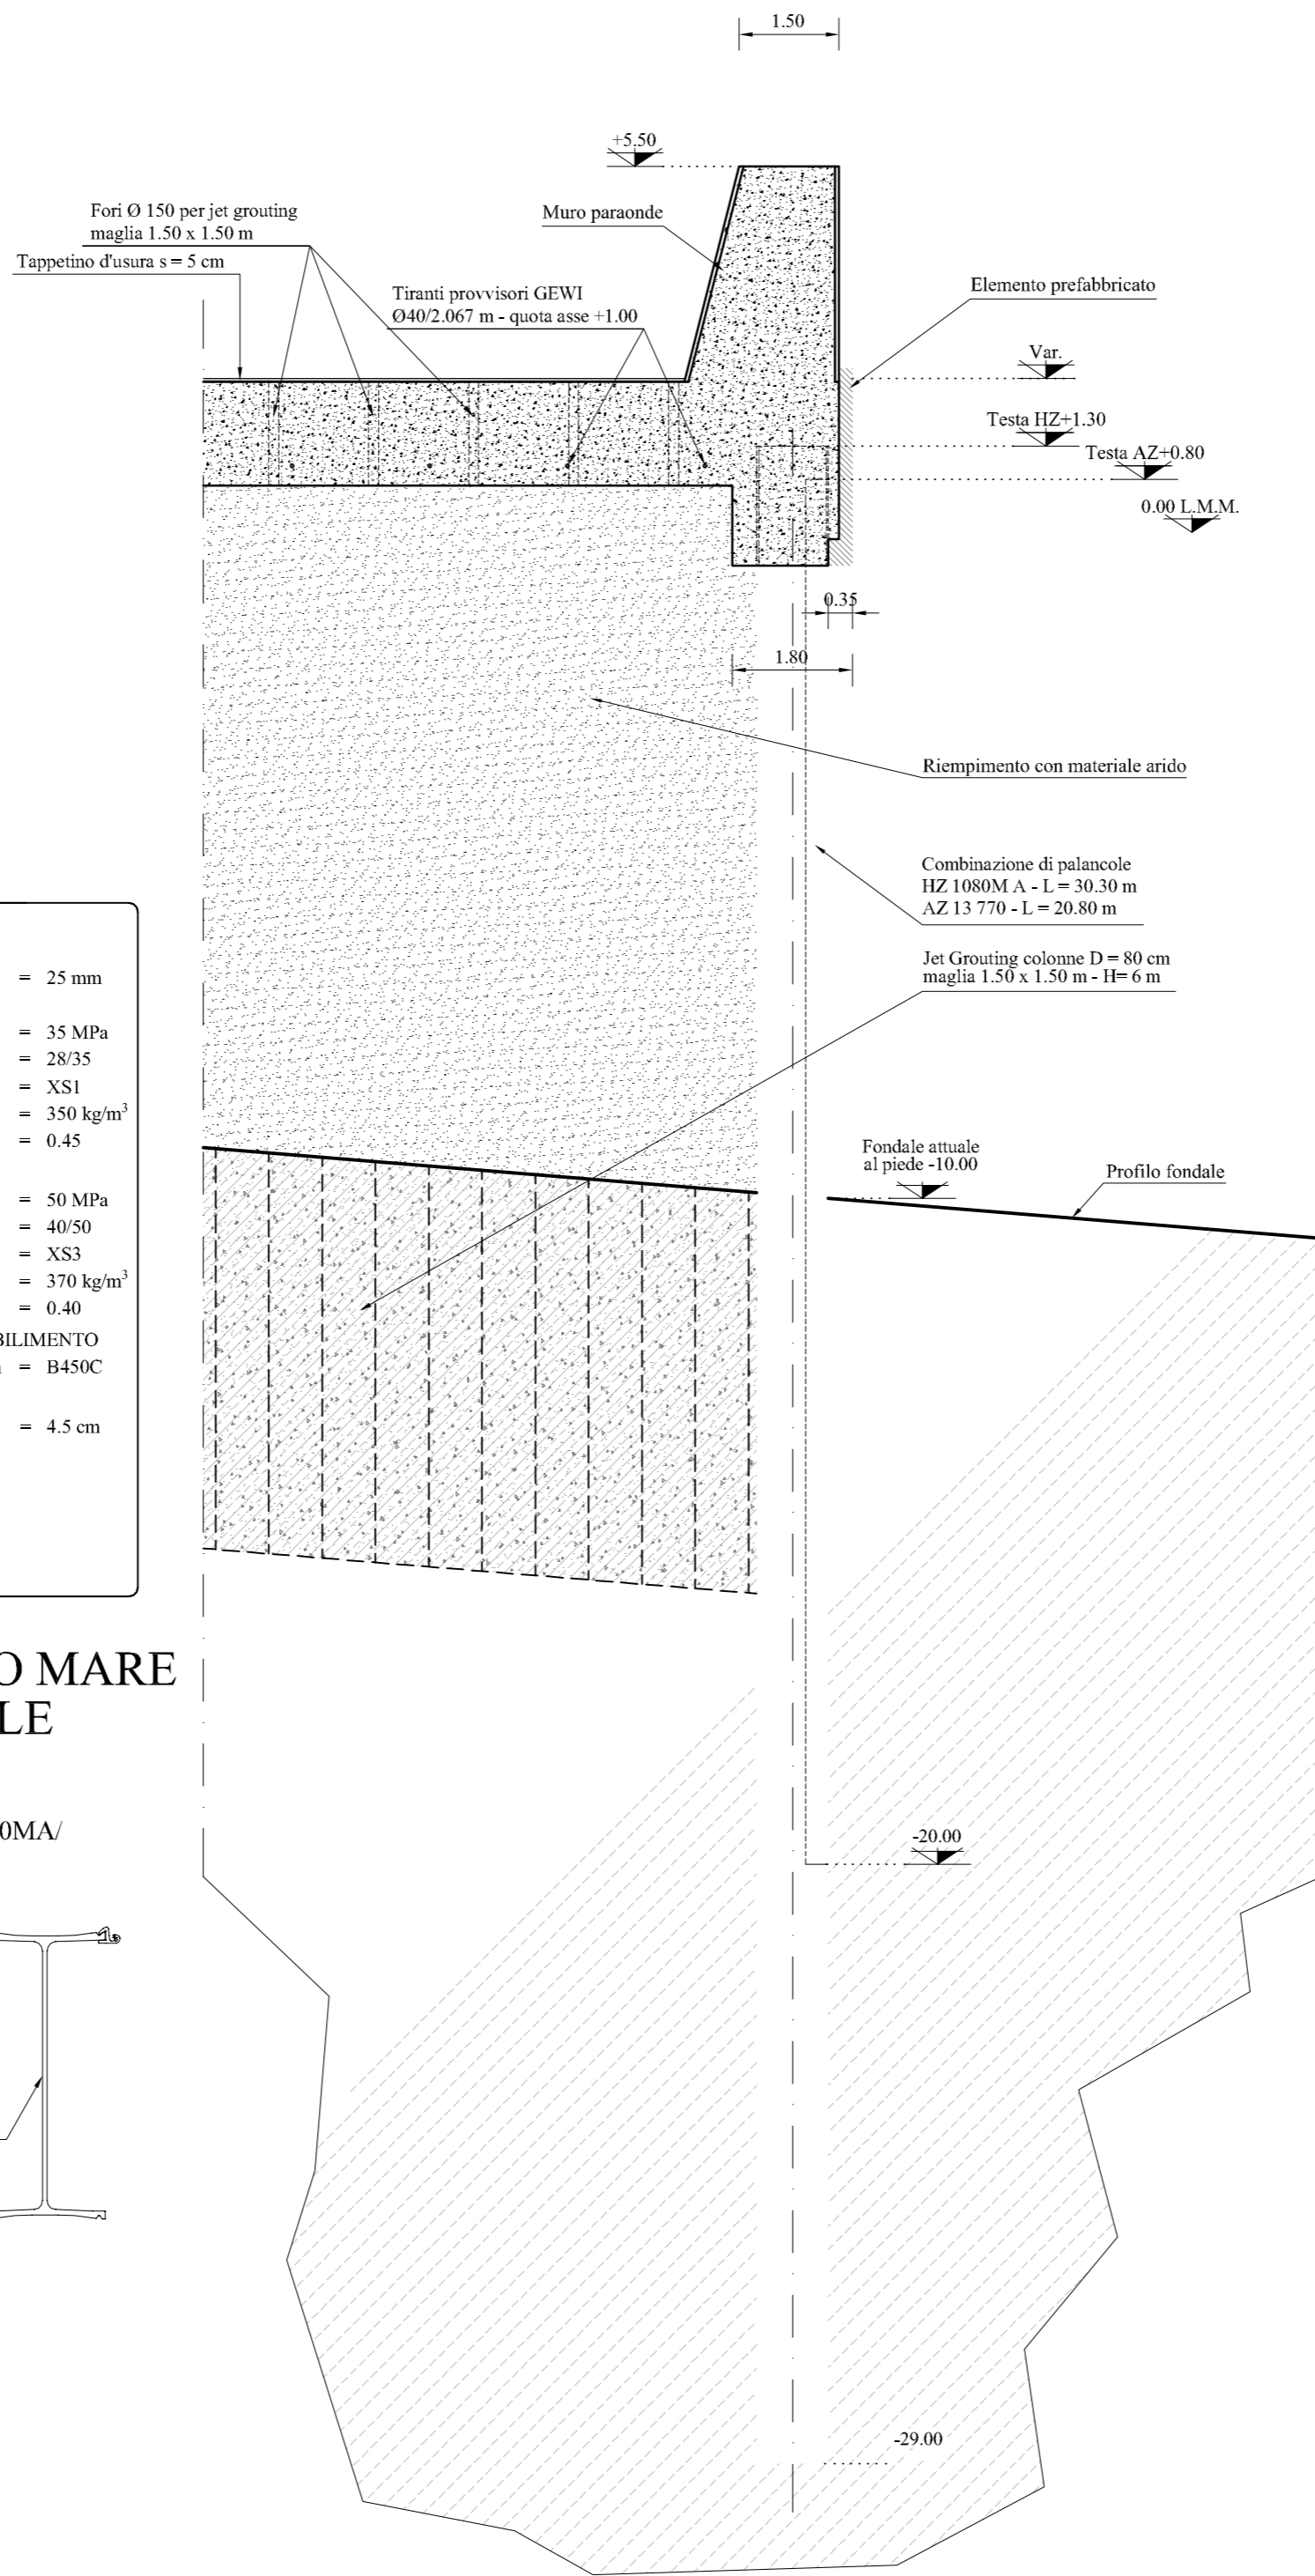 1.50
+5.50
Fori Ø 150 per jet grouting
maglia 1.50 x 1.50 m
Muro paraonde
Tappetino d'usura s = 5 cm
Tiranti provvisori GEWI
Ø40/2.067 m - quota asse +1.00
Elemento prefabbricato
Var.
Testa HZ+1.30
Testa AZ+0.80
0.00 L.M.M.
0.35
1.80
Riempimento con materiale arido
Combinazione di palancole
HZ 1080M A - L = 30.30 m
AZ 13 770 - L = 20.80 m
Jet Grouting colonne D = 80 cm
maglia 1.50 x 1.50 m - H= 6 m
= 25 mm
= 35 MPa
= 28/35
= XS1
= 350 kg/m³
= 0.45
= 50 MPa
= 40/50
= XS3
= 370 kg/m³
= 0.40
BILIMENTO
= B450C
= 4.5 cm
Fondale attuale
al piede -10.00
Profilo fondale
O MARE
LE
0MA/
-20.00
-29.00